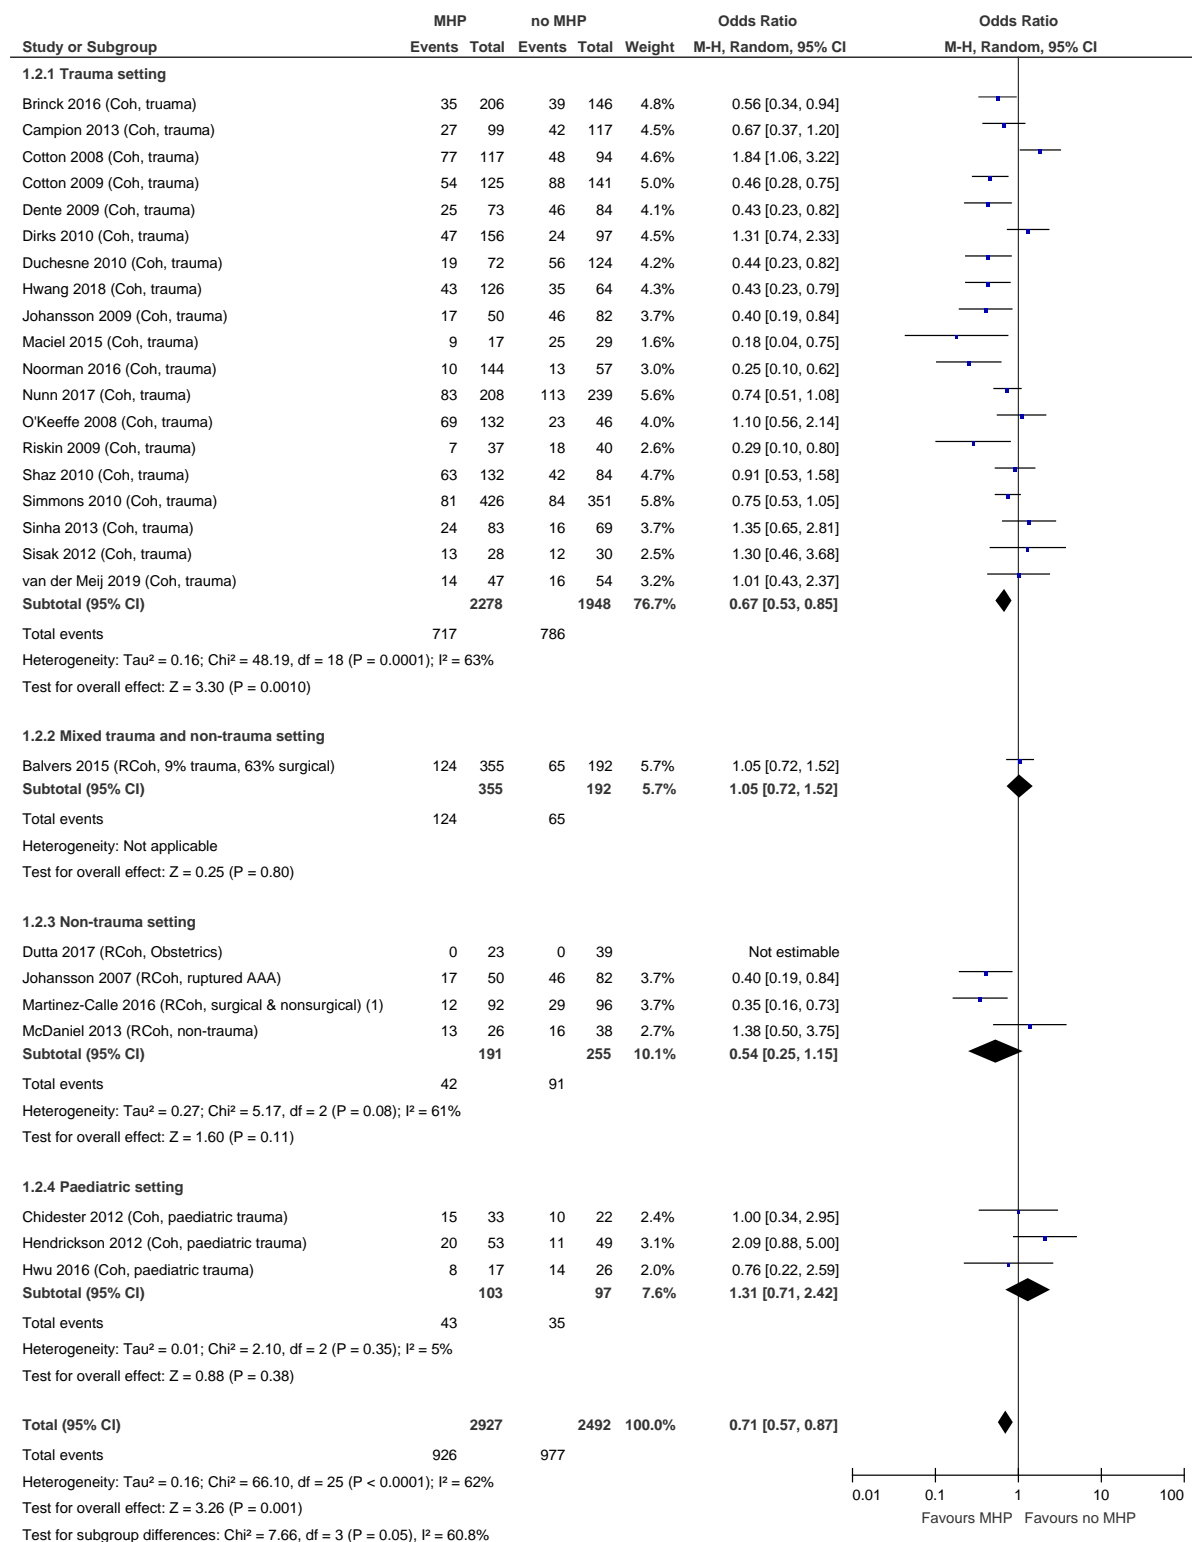 MHP no MHP Odds Ratio Odds Ratio
Study or Subgroup Events Total Events Total Weight M-H, Random, 95% CI M-H, Random, 95% CI
1.2.1 Trauma setting
Brinck 2016 (Coh, truama) 35 206 39 146 4.8% 0.56 [0.34, 0.94]
Campion 2013 (Coh, trauma) 27 99 42 117 4.5% 0.67 [0.37, 1.20]
Cotton 2008 (Coh, trauma) 77 117 48 94 4.6% 1.84 [1.06, 3.22]
Cotton 2009 (Coh, trauma) 54 125 88 141 5.0% 0.46 [0.28, 0.75]
Dente 2009 (Coh, trauma) 25 73 46 84 4.1% 0.43 [0.23, 0.82]
Dirks 2010 (Coh, trauma) 47 156 24 97 4.5% 1.31 [0.74, 2.33]
Duchesne 2010 (Coh, trauma) 19 72 56 124 4.2% 0.44 [0.23, 0.82]
Hwang 2018 (Coh, trauma) 43 126 35 64 4.3% 0.43 [0.23, 0.79]
Johansson 2009 (Coh, trauma) 17 50 46 82 3.7% 0.40 [0.19, 0.84]
Maciel 2015 (Coh, trauma) 9 17 25 29 1.6% 0.18 [0.04, 0.75]
Noorman 2016 (Coh, trauma) 10 144 13 57 3.0% 0.25 [0.10, 0.62]
Nunn 2017 (Coh, trauma) 83 208 113 239 5.6% 0.74 [0.51, 1.08]
O'Keeffe 2008 (Coh, trauma) 69 132 23 46 4.0% 1.10 [0.56, 2.14]
Riskin 2009 (Coh, trauma) 7 37 18 40 2.6% 0.29 [0.10, 0.80]
Shaz 2010 (Coh, trauma) 63 132 42 84 4.7% 0.91 [0.53, 1.58]
Simmons 2010 (Coh, trauma) 81 426 84 351 5.8% 0.75 [0.53, 1.05]
Sinha 2013 (Coh, trauma) 24 83 16 69 3.7% 1.35 [0.65, 2.81]
Sisak 2012 (Coh, trauma) 13 28 12 30 2.5% 1.30 [0.46, 3.68]
van der Meij 2019 (Coh, trauma) 14 47 16 54 3.2% 1.01 [0.43, 2.37]
Subtotal (95% CI) 2278 1948 76.7% 0.67 [0.53, 0.85]
Total events 717 786
Heterogeneity: Tau² = 0.16; Chi² = 48.19, df = 18 (P = 0.0001); I² = 63%
Test for overall effect: Z = 3.30 (P = 0.0010)
1.2.2 Mixed trauma and non-trauma setting
Balvers 2015 (RCoh, 9% trauma, 63% surgical) 124 355 65 192 5.7% 1.05 [0.72, 1.52]
Subtotal (95% CI) 355 192 5.7% 1.05 [0.72, 1.52]
Total events 124 65
Heterogeneity: Not applicable
Test for overall effect: Z = 0.25 (P = 0.80)
1.2.3 Non-trauma setting
Dutta 2017 (RCoh, Obstetrics) 0 23 0 39 Not estimable
Johansson 2007 (RCoh, ruptured AAA) 17 50 46 82 3.7% 0.40 [0.19, 0.84]
Martinez-Calle 2016 (RCoh, surgical & nonsurgical) (1) 12 92 29 96 3.7% 0.35 [0.16, 0.73]
McDaniel 2013 (RCoh, non-trauma) 13 26 16 38 2.7% 1.38 [0.50, 3.75]
Subtotal (95% CI) 191 255 10.1% 0.54 [0.25, 1.15]
Total events 42 91
Heterogeneity: Tau² = 0.27; Chi² = 5.17, df = 2 (P = 0.08); I² = 61%
Test for overall effect: Z = 1.60 (P = 0.11)
1.2.4 Paediatric setting
Chidester 2012 (Coh, paediatric trauma) 15 33 10 22 2.4% 1.00 [0.34, 2.95]
Hendrickson 2012 (Coh, paediatric trauma) 20 53 11 49 3.1% 2.09 [0.88, 5.00]
Hwu 2016 (Coh, paediatric trauma) 8 17 14 26 2.0% 0.76 [0.22, 2.59]
Subtotal (95% CI) 103 97 7.6% 1.31 [0.71, 2.42]
Total events 43 35
Heterogeneity: Tau² = 0.01; Chi² = 2.10, df = 2 (P = 0.35); I² = 5%
Test for overall effect: Z = 0.88 (P = 0.38)
Total (95% CI) 2927 2492 100.0% 0.71 [0.57, 0.87]
Total events 926 977
Heterogeneity: Tau² = 0.16; Chi² = 66.10, df = 25 (P < 0.0001); I² = 62%
Test for overall effect: Z = 3.26 (P = 0.001)
Test for subgroup differences: Chi² = 7.66, df = 3 (P = 0.05), I² = 60.8%
0.01 0.1 1 10 100
Favours MHP Favours no MHP